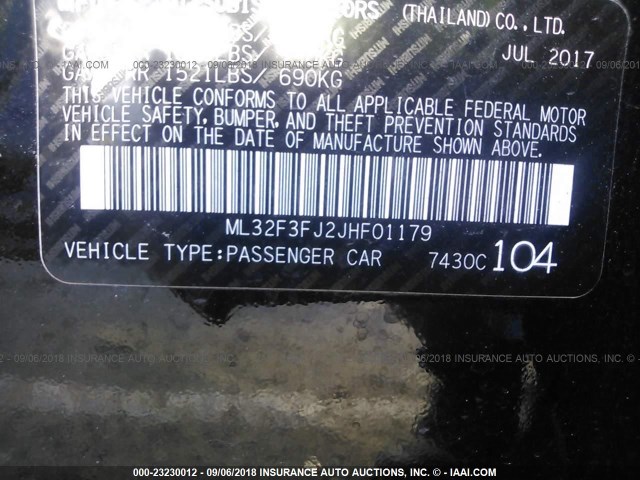 MOTORS (THAILAND) CO., LTD.
JUL 2017
RR 1521LBS/ 690KG
THIS VEHICLE CONFORMS TO ALL APPLICABLE FEDERAL MOTOR
VEHICLE SAFETY, BUMPER, AND THEFT PREVENTION STANDARDS
IN EFFECT ON THE DATE OF MANUFACTURE SHOWN ABOVE.
ML32F3FJ2JHF01179
VEHICLE TYPE:PASSENGER CAR 7430C 104
000-23230012 - 09/06/2018 INSURANCE AUTO AUCTIONS, INC. - © IAAI.COM